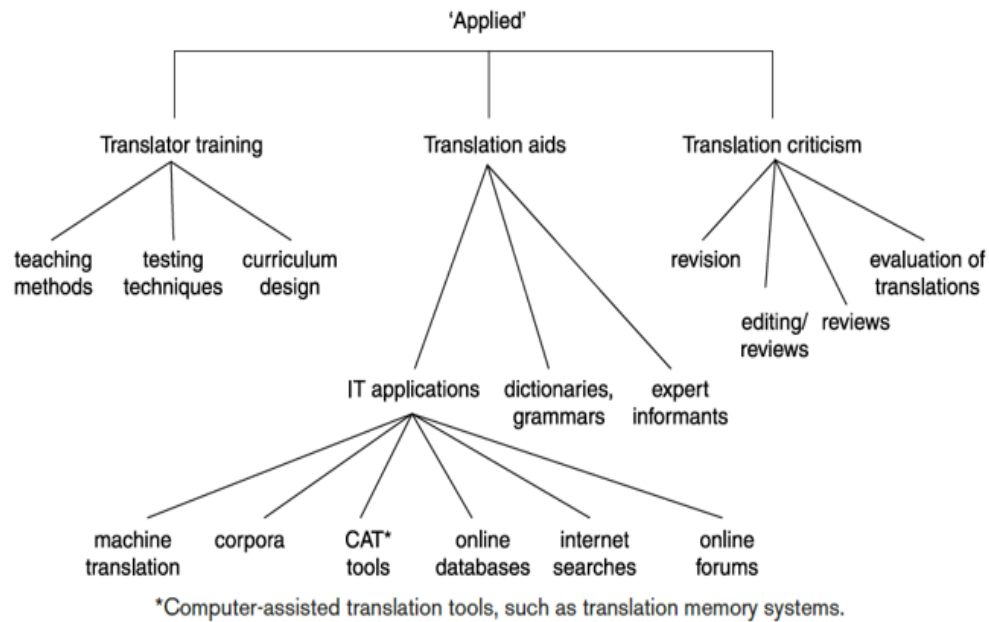 ‘Applied’
Translator training
Translation aids
Translation criticism
teaching
methods
testing
techniques
curriculum
design
revision
editing/
reviews
reviews
evaluation of
translations
IT applications
dictionaries,
grammars
expert
informants
machine
translation
corpora
CAT*
tools
online
databases
internet
searches
online
forums
*Computer-assisted translation tools, such as translation memory systems.